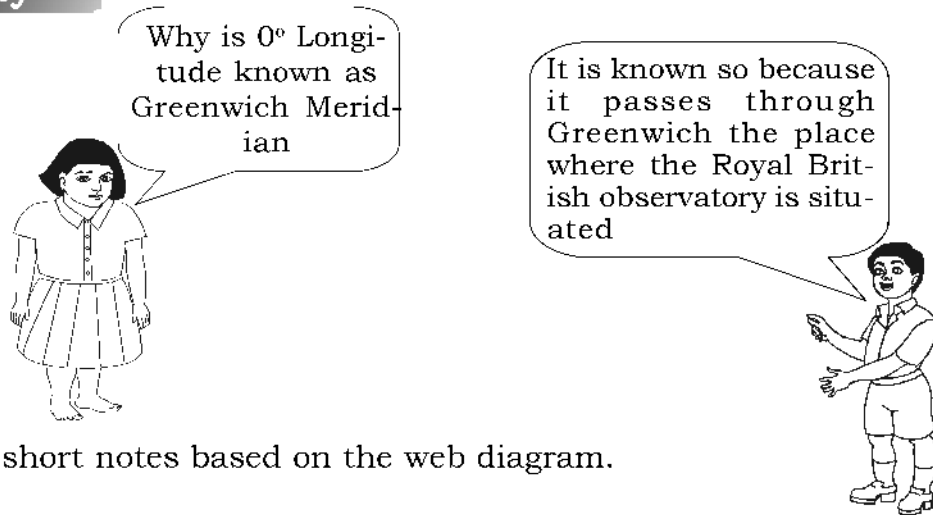 Why is 0º Longi-
tude known as
Greenwich Merid-
ian
It is known so because
it passes through
Greenwich the place
where the Royal Brit-
ish observatory is situ-
ated
short notes based on the web diagram.